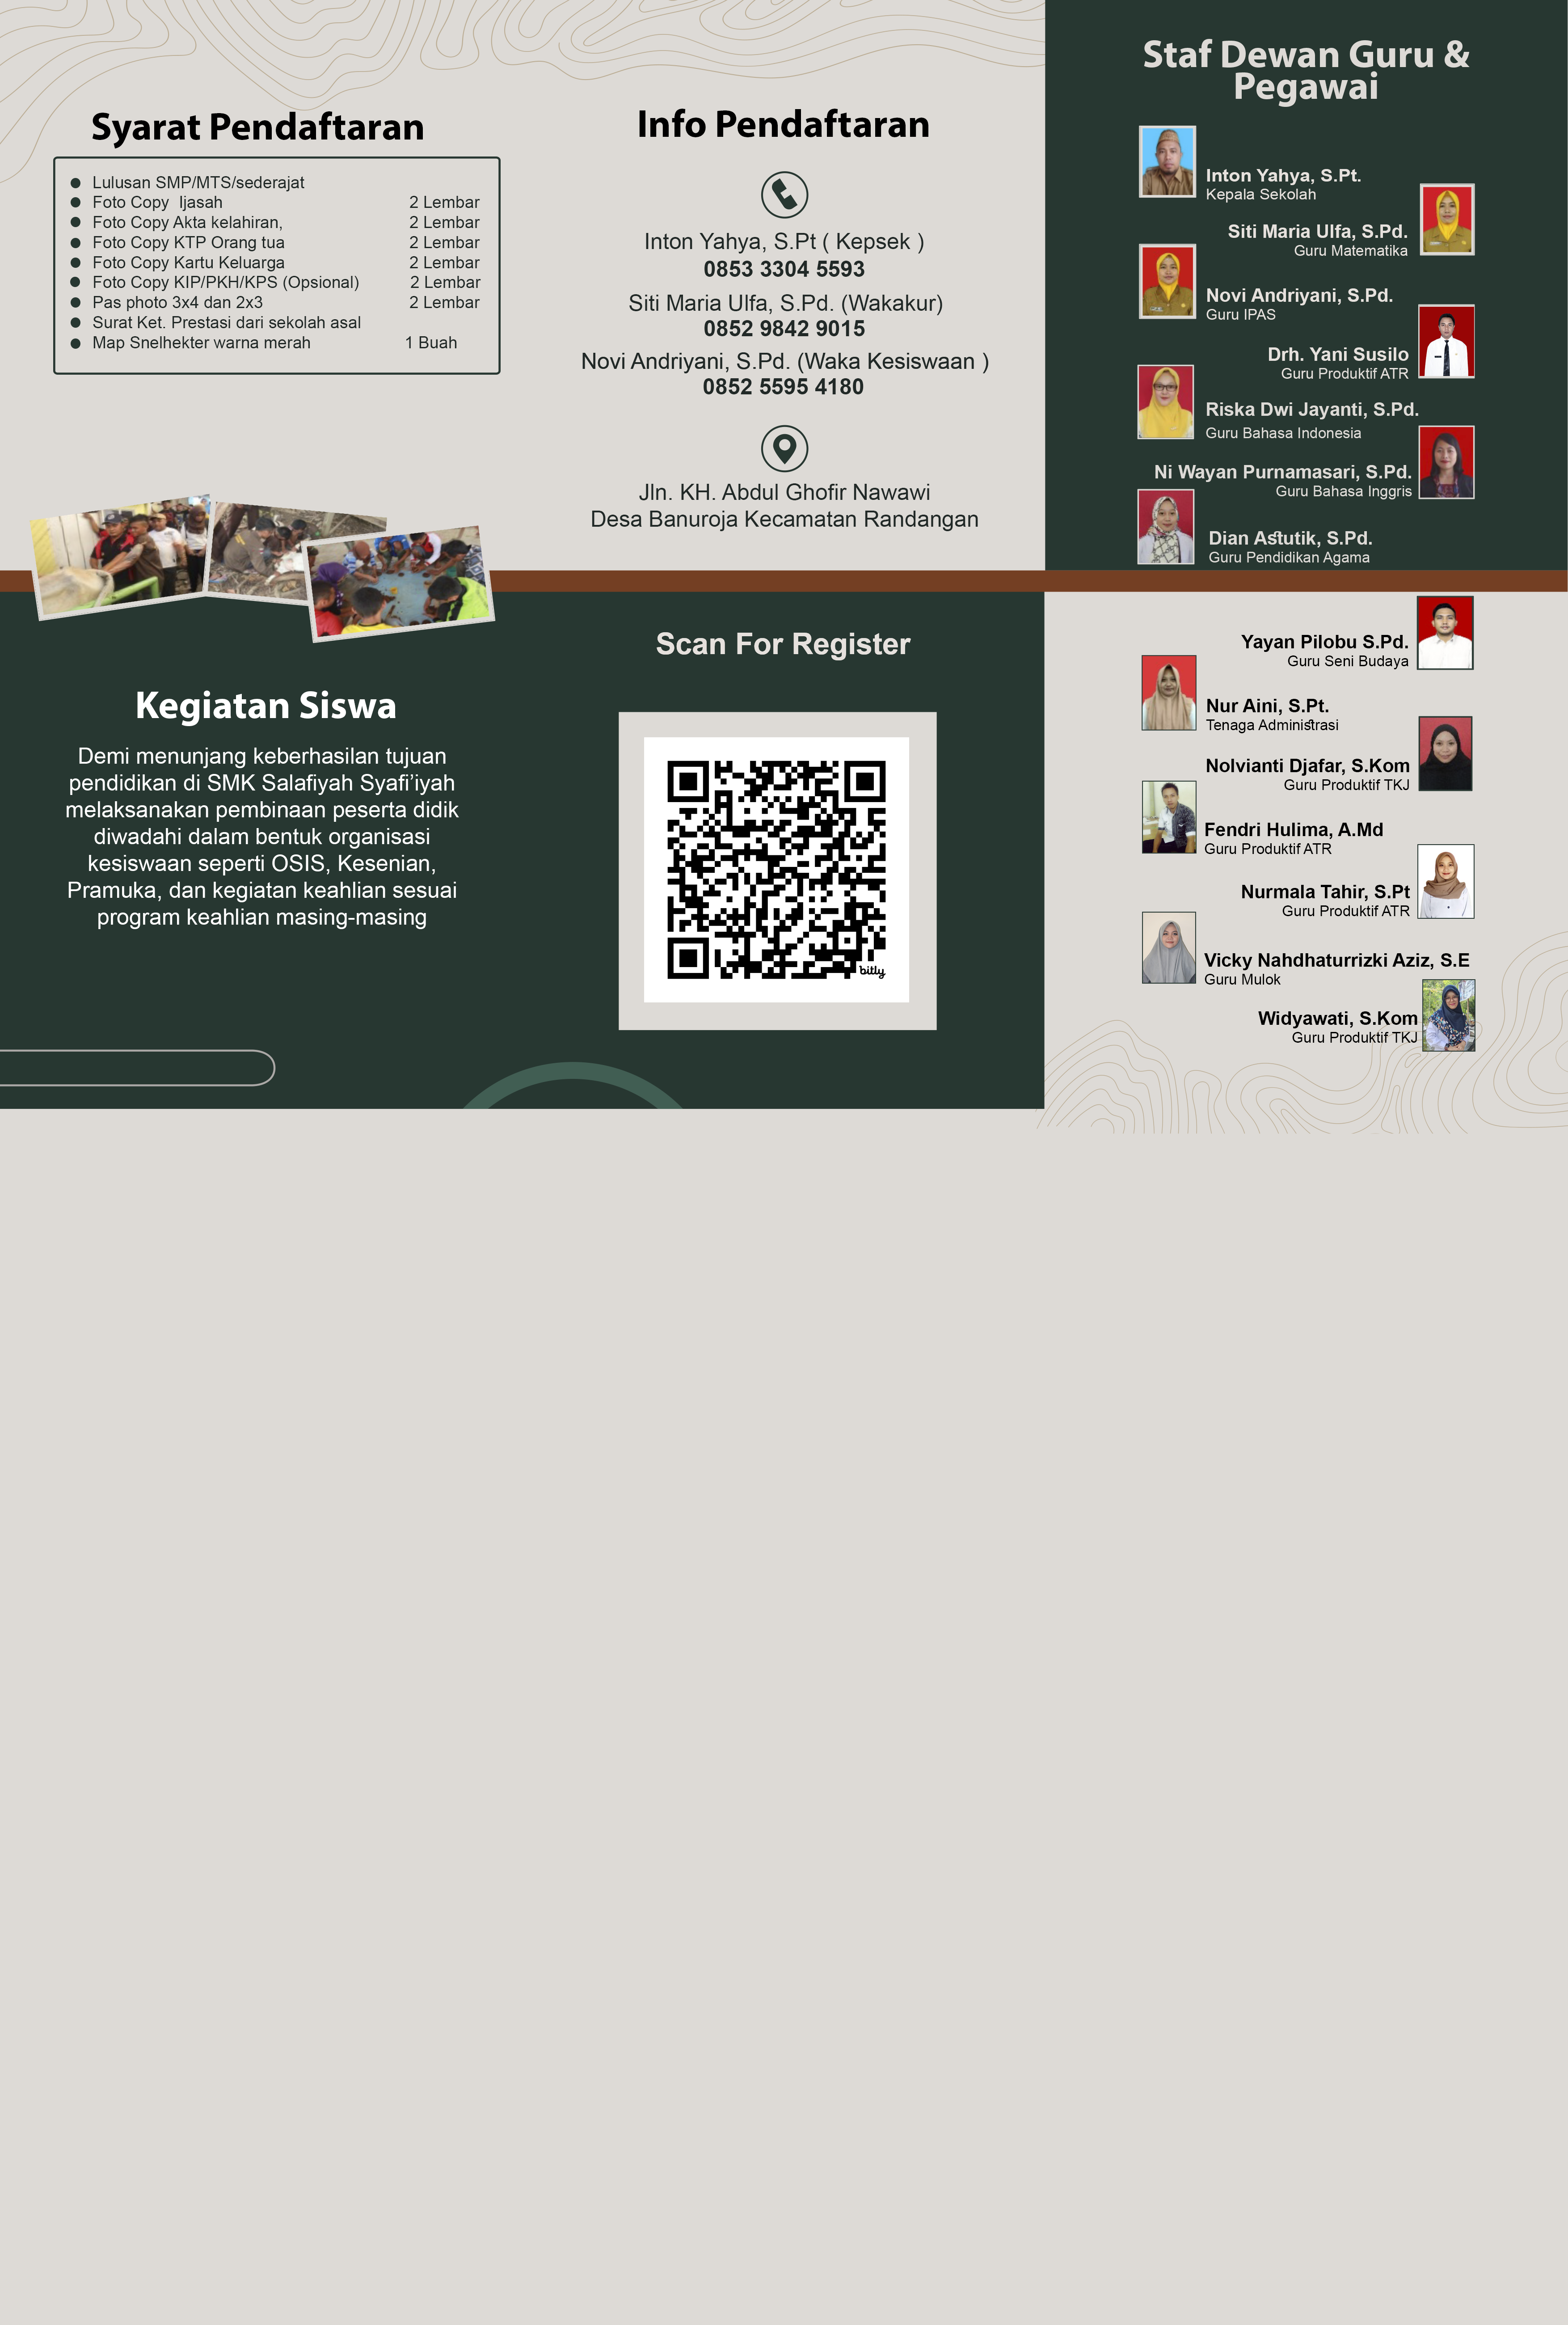 Syarat Pendaftaran
Lulusan SMP/MTS/sederajat
Foto Copy Ijasah 2 Lembar
Foto Copy Akta kelahiran, 2 Lembar
Foto Copy KTP Orang tua 2 Lembar
Foto Copy Kartu Keluarga 2 Lembar
Foto Copy KIP/PKH/KPS (Opsional) 2 Lembar
Pas photo 3x4 dan 2x3 2 Lembar
Surat Ket. Prestasi dari sekolah asal
Map Snelhekter warna merah 1 Buah
Kegiatan Siswa
Demi menunjang keberhasilan tujuan
pendidikan di SMK Salafiyah Syafi’iyah
melaksanakan pembinaan peserta didik
diwadahi dalam bentuk organisasi
kesiswaan seperti OSIS, Kesenian,
Pramuka, dan kegiatan keahlian sesuai
program keahlian masing-masing
Info Pendaftaran
Inton Yahya, S.Pt ( Kepsek )
0853 3304 5593
Siti Maria Ulfa, S.Pd. (Wakakur)
0852 9842 9015
Novi Andriyani, S.Pd. (Waka Kesiswaan )
0852 5595 4180
Jln. KH. Abdul Ghofir Nawawi
Desa Banuroja Kecamatan Randangan
Scan For Register
bitly
Staf Dewan Guru &
Pegawai
Inton Yahya, S.Pt.
Kepala Sekolah
Siti Maria Ulfa, S.Pd.
Guru Matematika
Novi Andriyani, S.Pd.
Guru IPAS
Drh. Yani Susilo
Guru Produktif ATR
Riska Dwi Jayanti, S.Pd.
Guru Bahasa Indonesia
Ni Wayan Purnamasari, S.Pd.
Guru Bahasa Inggris
Dian Astutik, S.Pd.
Guru Pendidikan Agama
Yayan Pilobu S.Pd.
Guru Seni Budaya
Nur Aini, S.Pt.
Tenaga Administrasi
Nolvianti Djafar, S.Kom
Guru Produktif TKJ
Fendri Hulima, A.Md
Guru Produktif ATR
Nurmala Tahir, S.Pt
Guru Produktif ATR
Vicky Nahdhaturrizki Aziz, S.E
Guru Mulok
Widyawati, S.Kom
Guru Produktif TKJ